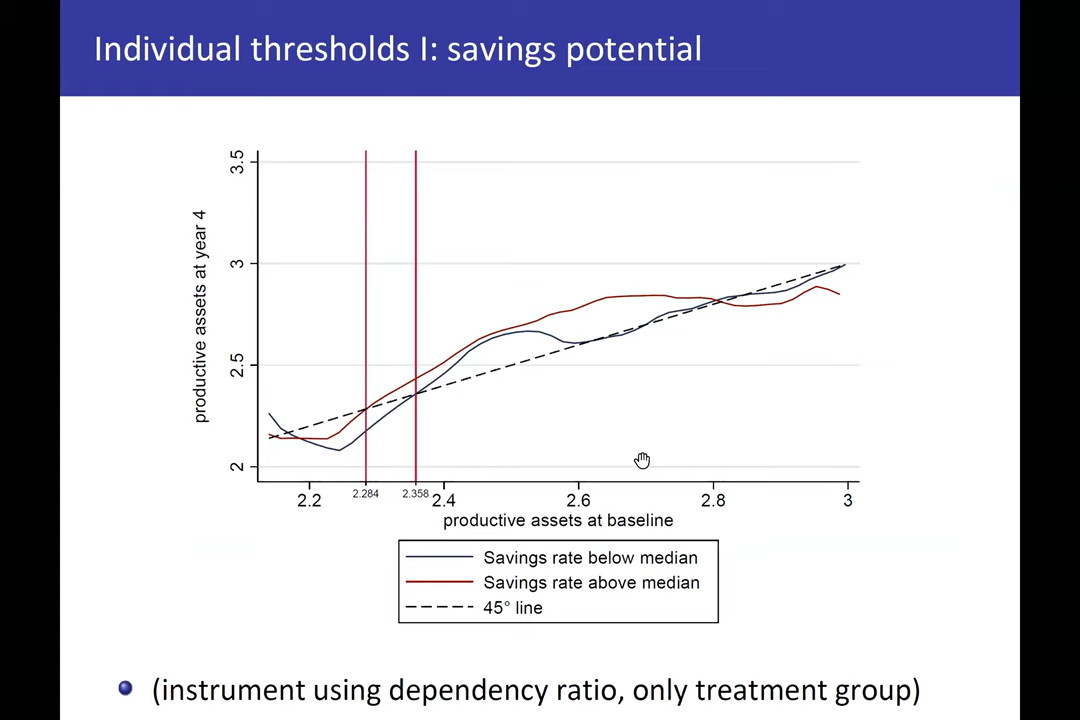 Individual thresholds I: savings potential
productive assets at year 4
3.5
3
2.5
2
2.2
2.284
2.358
2.4
2.6
2.8
3
productive assets at baseline
Savings rate below median
Savings rate above median
45° line
(instrument using dependency ratio, only treatment group)